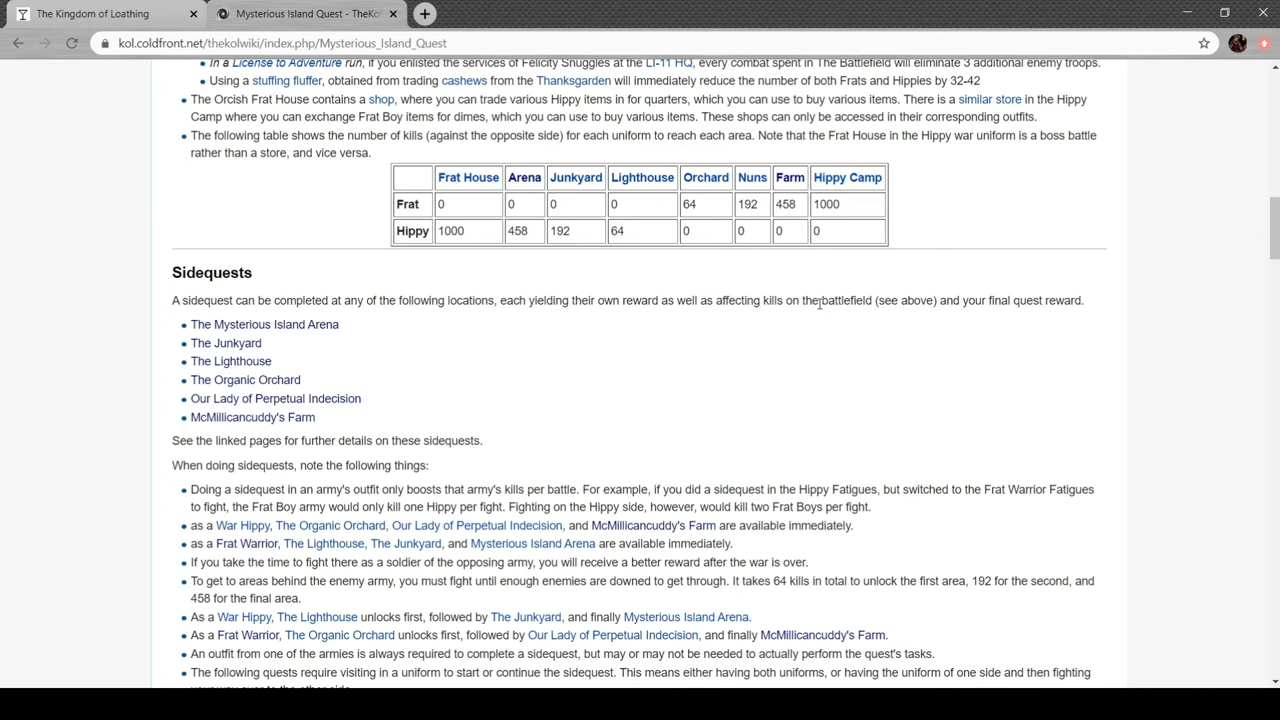 The Kingdom of Loathing
Mysterious Island Quest - TheKol
kol.coldfront.net/thekolwiki/index.php/Mysterious_Island_Quest
In a License to Adventure run, if you enlisted the services of Felicity Snuggles at the LI-11 HQ, every combat spent in The Battlefield will eliminate 3 additional enemy troops.
Using a stuffing fluffer, obtained from trading cashews from the Thanksgarden will immediately reduce the number of both Frats and Hippies by 32-42
The Orcish Frat House contains a shop, where you can trade various Hippy items in for quarters, which you can use to buy various items. There is a similar store in the Hippy
Camp where you can exchange Frat Boy items for dimes, which you can use to buy various items. These shops can only be accessed in their corresponding outfits.
The following table shows the number of kills (against the opposite side) for each uniform to reach each area. Note that the Frat House in the Hippy war uniform is a boss battle
rather than a store, and vice versa.
Frat House Arena Junkyard Lighthouse Orchard Nuns Farm Hippy Camp
Frat 0 0 0 0 64 192 458 1000
Hippy 1000 458 192 64 0 0 0 0
Sidequests
A sidequest can be completed at any of the following locations, each yielding their own reward as well as affecting kills on the battlefield (see above) and your final quest reward.
The Mysterious Island Arena
The Junkyard
The Lighthouse
The Organic Orchard
Our Lady of Perpetual Indecision
McMillicancuddy's Farm
See the linked pages for further details on these sidequests.
When doing sidequests, note the following things:
Doing a sidequest in an army's outfit only boosts that army's kills per battle. For example, if you did a sidequest in the Hippy Fatigues, but switched to the Frat Warrior Fatigues
to fight, the Frat Boy army would only kill one Hippy per fight. Fighting on the Hippy side, however, would kill two Frat Boys per fight.
as a War Hippy, The Organic Orchard, Our Lady of Perpetual Indecision, and McMillicancuddy's Farm are available immediately.
as a Frat Warrior, The Lighthouse, The Junkyard, and Mysterious Island Arena are available immediately.
If you take the time to fight there as a soldier of the opposing army, you will receive a better reward after the war is over.
To get to areas behind the enemy army, you must fight until enough enemies are downed to get through. It takes 64 kills in total to unlock the first area, 192 for the second, and
458 for the final area.
As a War Hippy, The Lighthouse unlocks first, followed by The Junkyard, and finally Mysterious Island Arena.
As a Frat Warrior, The Organic Orchard unlocks first, followed by Our Lady of Perpetual Indecision, and finally McMillicancuddy's Farm.
An outfit from one of the armies is always required to complete a sidequest, but may or may not be needed to actually perform the quest's tasks.
The following quests require visiting in a uniform to start or continue the sidequest. This means either having both uniforms, or having the uniform of one side and then fighting